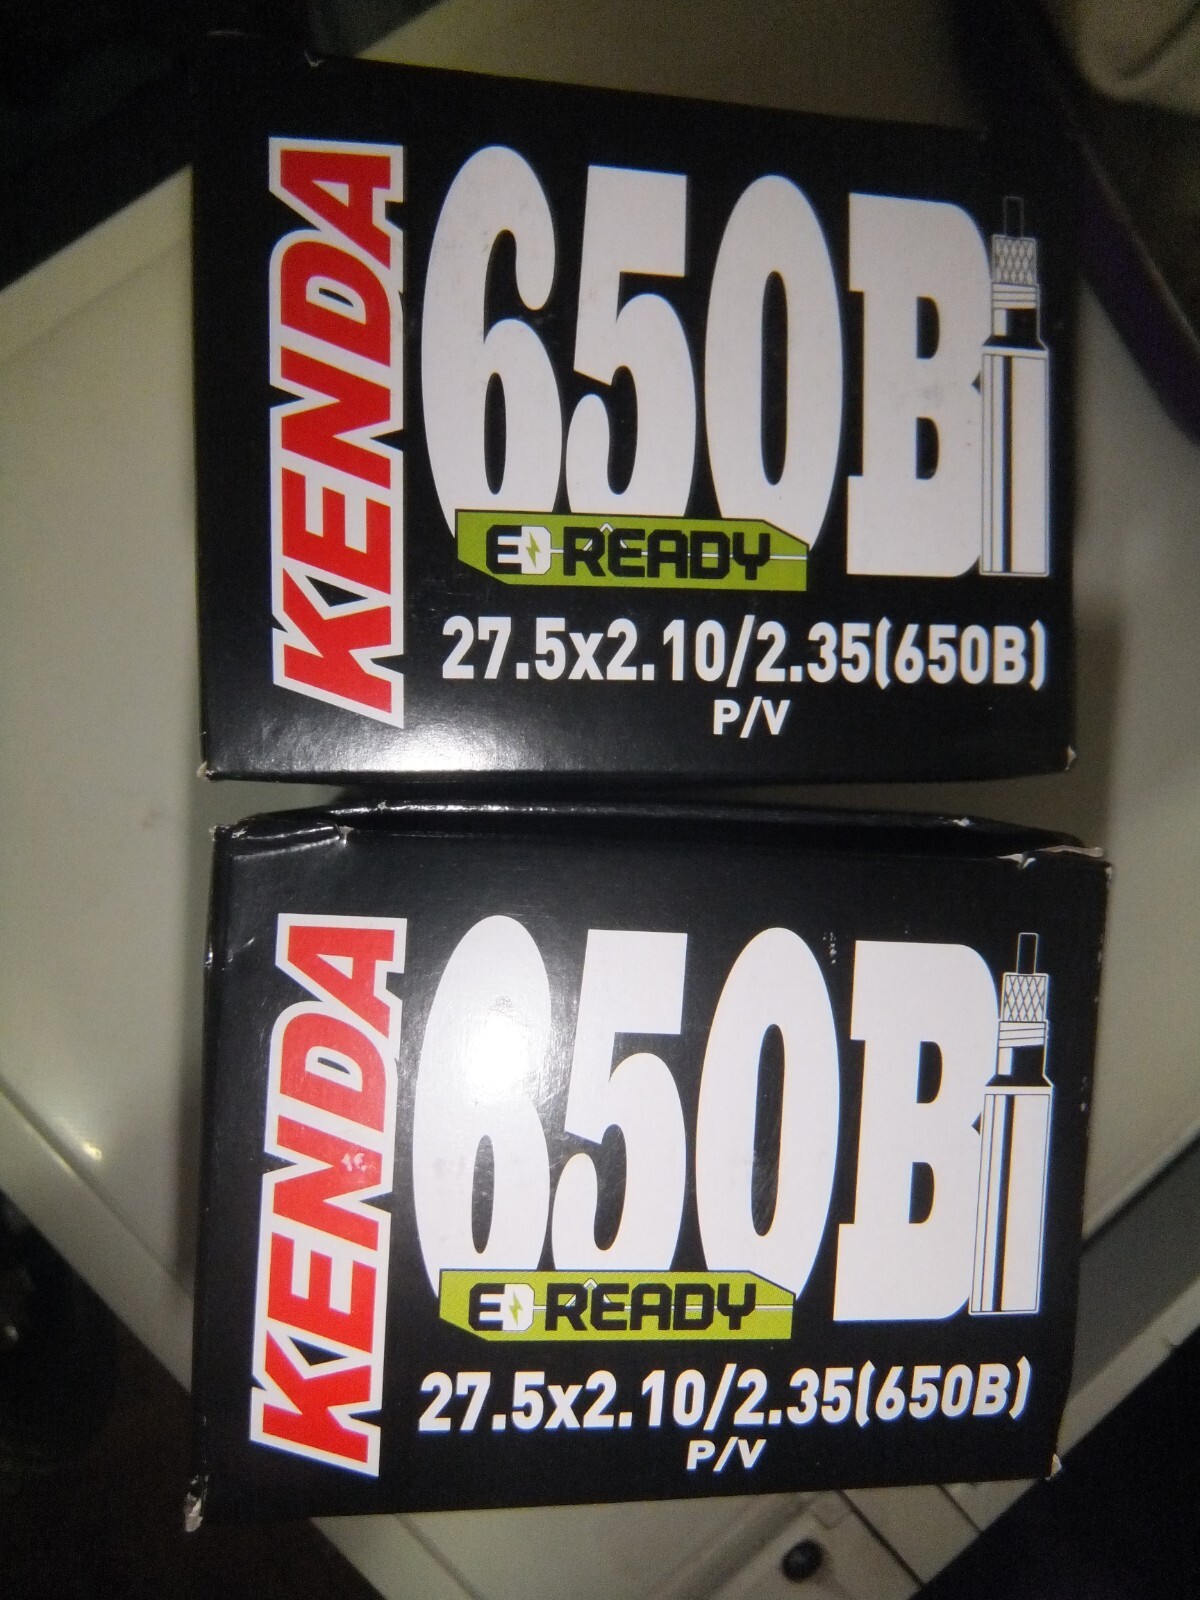 KENDA
650B
E READY
27.5x2.10/2.35(650B)
P/V
KENDA
650B
E READY
27.5x2.10/2.35(650B)
P/V